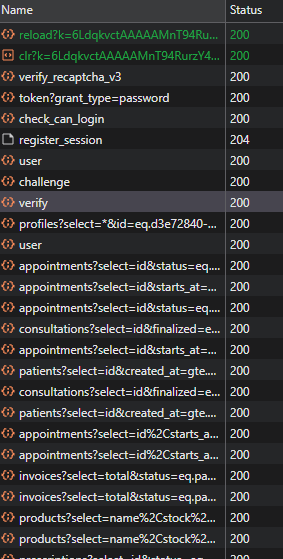 Name Status
reload?k=6LdqkvctAAAAAMnT94Ru... 200
clr?k=6LdqkvctAAAAAMnT94RurzY4... 200
verify_recaptcha_v3 200
token?grant_type=password 200
check_can_login 200
register_session 204
user 200
challenge 200
verify 200
profiles?select=*&id=eq.d3e72840-... 200
user 200
appointments?select=id&status=eq.... 200
appointments?select=id&starts_at=... 200
appointments?select=id&status=eq.... 200
consultations?select=id&finalized=e... 200
appointments?select=id&starts_at=... 200
patients?select=id&created_at=gte.... 200
consultations?select=id&finalized=e... 200
patients?select=id&created_at=gte.... 200
appointments?select=id%2Cstarts_a... 200
appointments?select=id%2Cstarts_a... 200
invoices?select=total&status=eq.pa... 200
invoices?select=total&status=eq.pa... 200
products?select=name%2Cstock%2... 200
products?select=name%2Cstock%2... 200